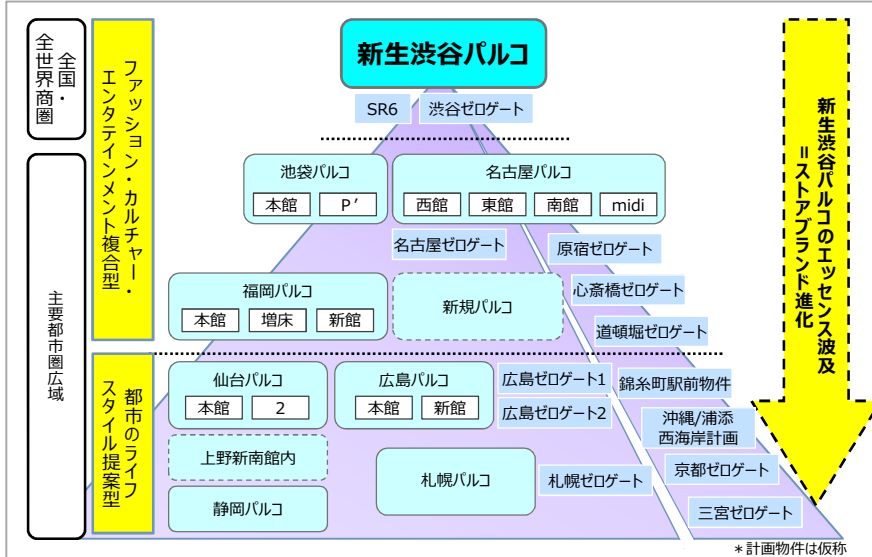 全国・
全世界商圏
主要都市圏広域
ファッション・カルチャー・
エンタテインメント複合型
都市のライフ
スタイル提案型
新生渋谷パルコ
SR6
渋谷ゼロゲート
池袋パルコ
本館
P′
名古屋パルコ
西館
東館
南館
midi
名古屋ゼロゲート
原宿ゼロゲート
福岡パルコ
本館
増床
新館
新規パルコ
心斎橋ゼロゲート
道頓堀ゼロゲート
仙台パルコ
本館
2
広島パルコ
本館
新館
広島ゼロゲート1
広島ゼロゲート2
錦糸町駅前物件
沖縄/浦添
西海岸計画
上野新南館内
静岡パルコ
札幌パルコ
札幌ゼロゲート
京都ゼロゲート
三宮ゼロゲート
新生渋谷パルコのエッセンス波及
＝ストアブランド進化
＊計画物件は仮称